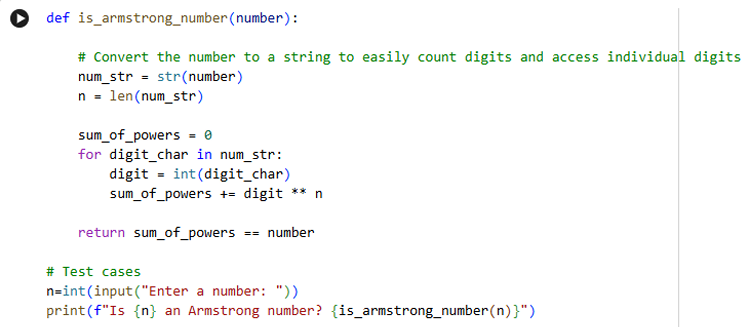 def is_armstrong_number(number):
    # Convert the number to a string to easily count digits and access individual digits
    num_str = str(number)
    n = len(num_str)
    sum_of_powers = 0
    for digit_char in num_str:
        digit = int(digit_char)
        sum_of_powers += digit ** n
    return sum_of_powers == number
# Test cases
n=int(input("Enter a number: "))
print(f"Is {n} an Armstrong number? {is_armstrong_number(n)}")